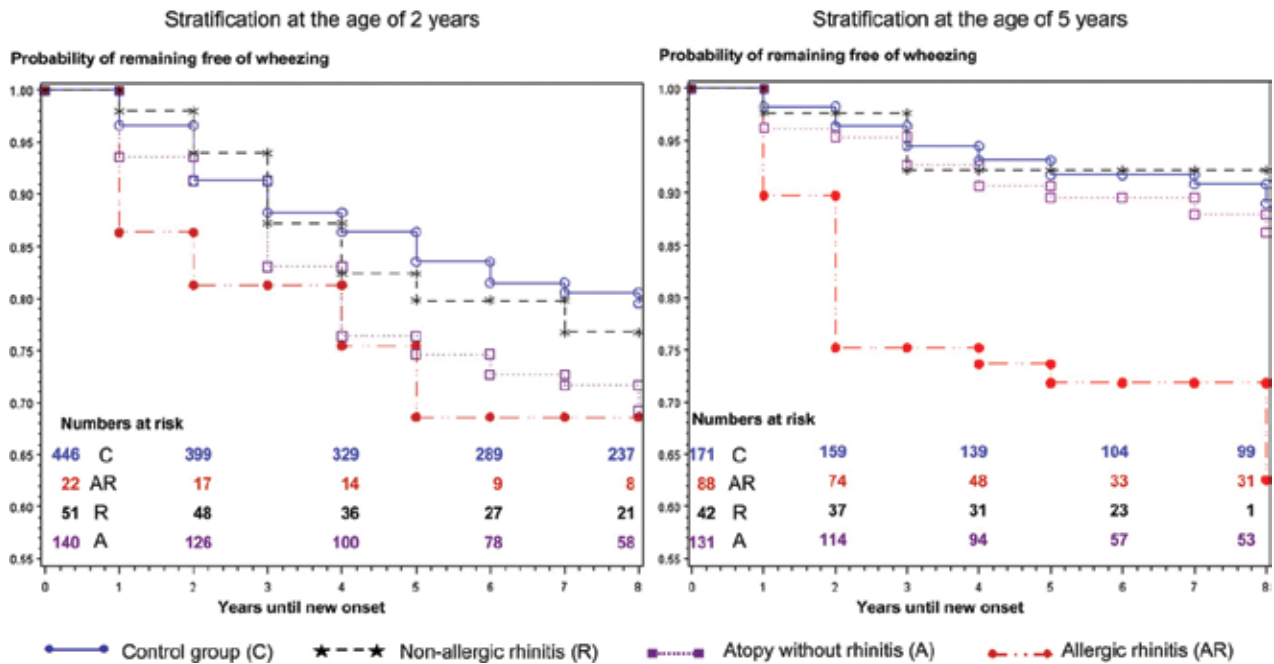 Stratification at the age of 2 years
Probability of remaining free of wheezing
1.00
0.95
0.90
0.85
0.80
0.75
0.70
0.65
0.60
0.55
Numbers at risk
446 C 399 329 289 237
22 AR 17 14 9 8
51 R 48 36 27 21
140 A 126 100 78 58
0 1 2 3 4 5 6 7 8
Years until new onset
Stratification at the age of 5 years
Probability of remaining free of wheezing
1.00
0.95
0.90
0.85
0.80
0.75
0.73
0.65
0.63
0.55
Numbers at risk
171 C 159 139 104 99
88 AR 74 48 33 31
42 R 37 31 23 1
131 A 114 94 57 53
0 1 2 3 4 5 6 7 8
Years until new onset
Control group (C) Non-allergic rhinitis (R) Atopy without rhinitis (A) Allergic rhinitis (AR)